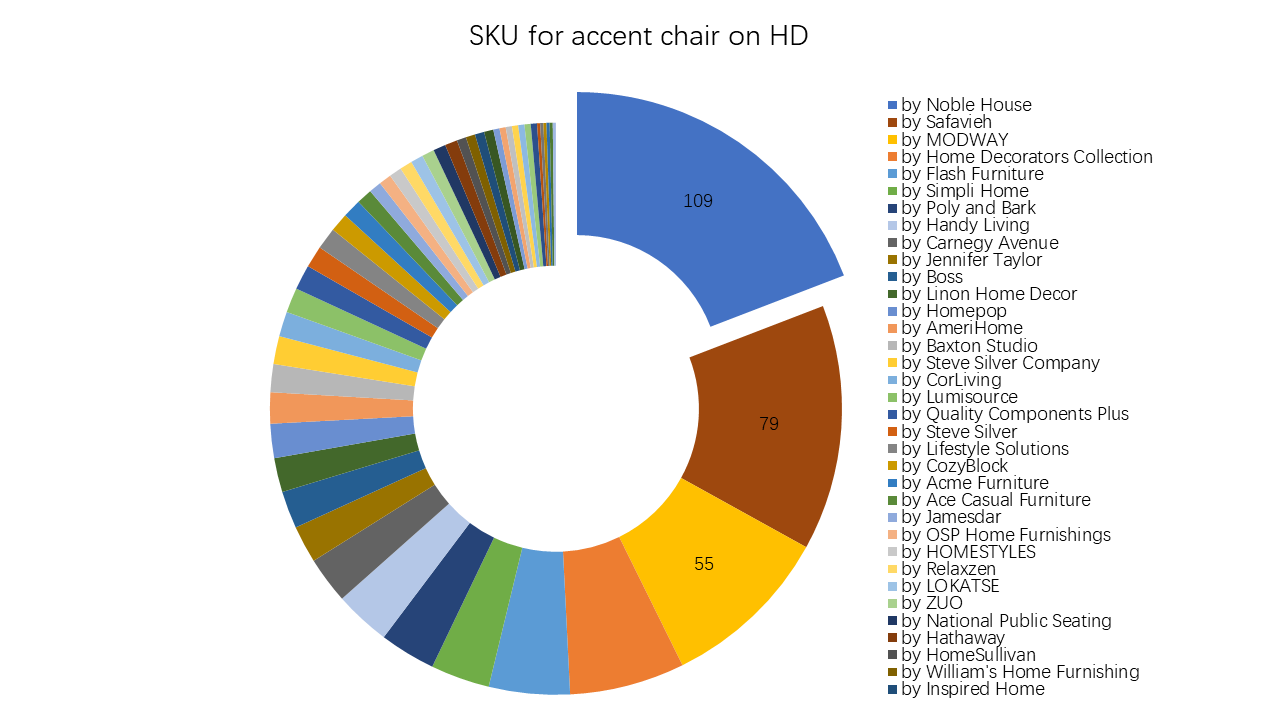 SKU for accent chair on HD
109
79
55
by Noble House
by Safavieh
by MODWAY
by Home Decorators Collection
by Flash Furniture
by Simpli Home
by Poly and Bark
by Handy Living
by Carnegy Avenue
by Jennifer Taylor
by Boss
by Linon Home Decor
by Homepop
by AmeriHome
by Baxton Studio
by Steve Silver Company
by CorLiving
by Lumisource
by Quality Components Plus
by Steve Silver
by Lifestyle Solutions
by CozyBlock
by Acme Furniture
by Ace Casual Furniture
by Jamesdar
by OSP Home Furnishings
by HOMESTYLES
by Relaxzen
by LOKATSE
by ZUO
by National Public Seating
by Hathaway
by HomeSullivan
by William's Home Furnishing
by Inspired Home